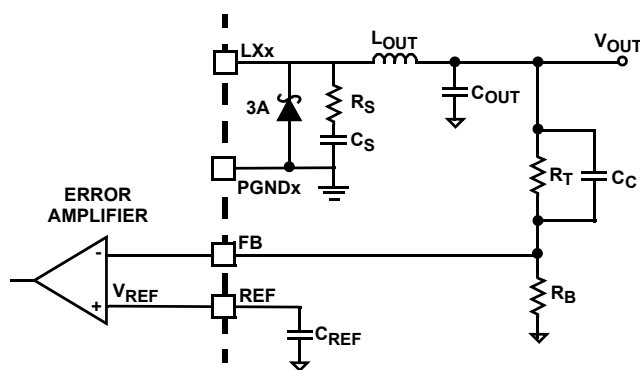 LXx
LOUT
VOUT
3A
RS
CS
COUT
PGNDx
RT
CC
ERROR
AMPLIFIER
FB
-
VREF
REF
+
CREF
RB